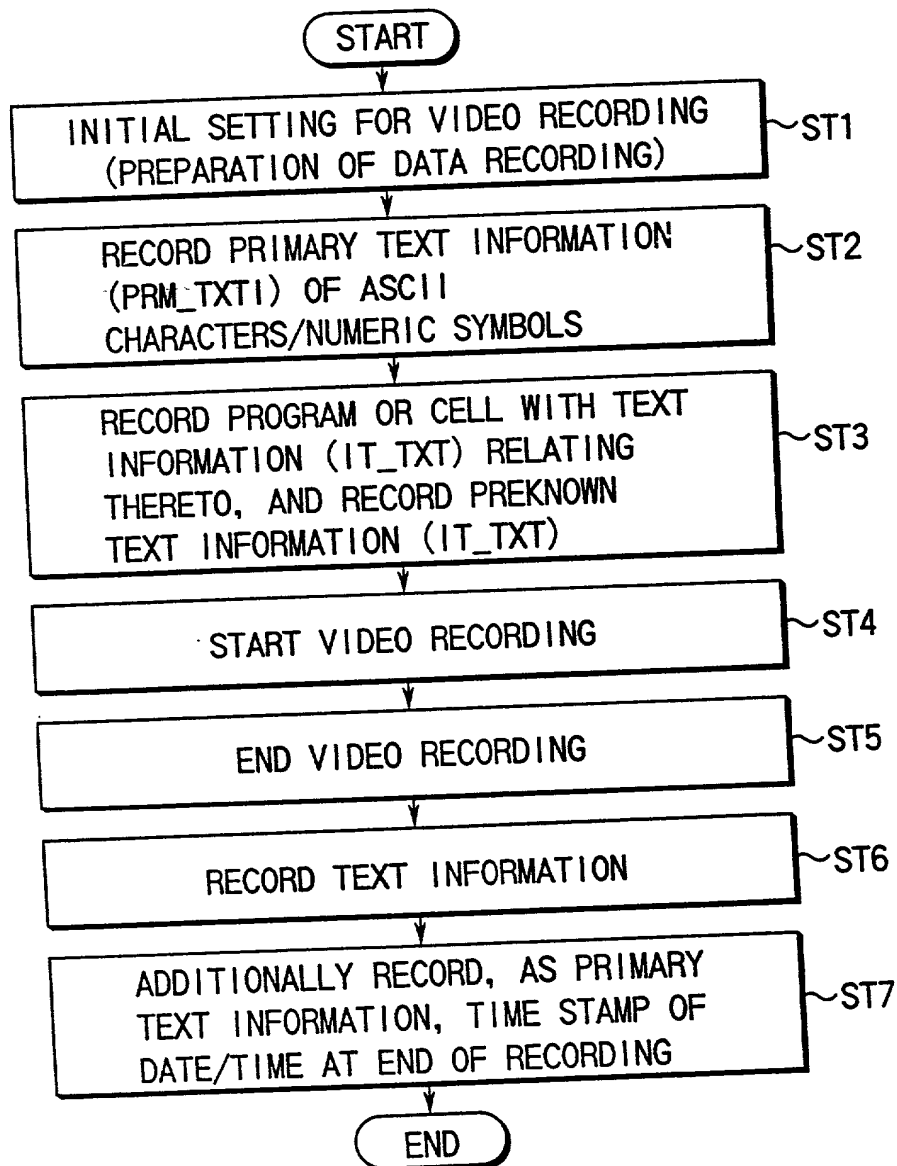 START
INITIAL SETTING FOR VIDEO RECORDING
(PREPARATION OF DATA RECORDING)
ST1
RECORD PRIMARY TEXT INFORMATION
(PRM_TXTI) OF ASCII
CHARACTERS/NUMERIC SYMBOLS
ST2
RECORD PROGRAM OR CELL WITH TEXT
INFORMATION (IT_TXT) RELATING
THERETO, AND RECORD PREKNOWN
TEXT INFORMATION (IT_TXT)
ST3
START VIDEO RECORDING
ST4
END VIDEO RECORDING
ST5
RECORD TEXT INFORMATION
ST6
ADDITIONALLY RECORD, AS PRIMARY
TEXT INFORMATION, TIME STAMP OF
DATE/TIME AT END OF RECORDING
ST7
END